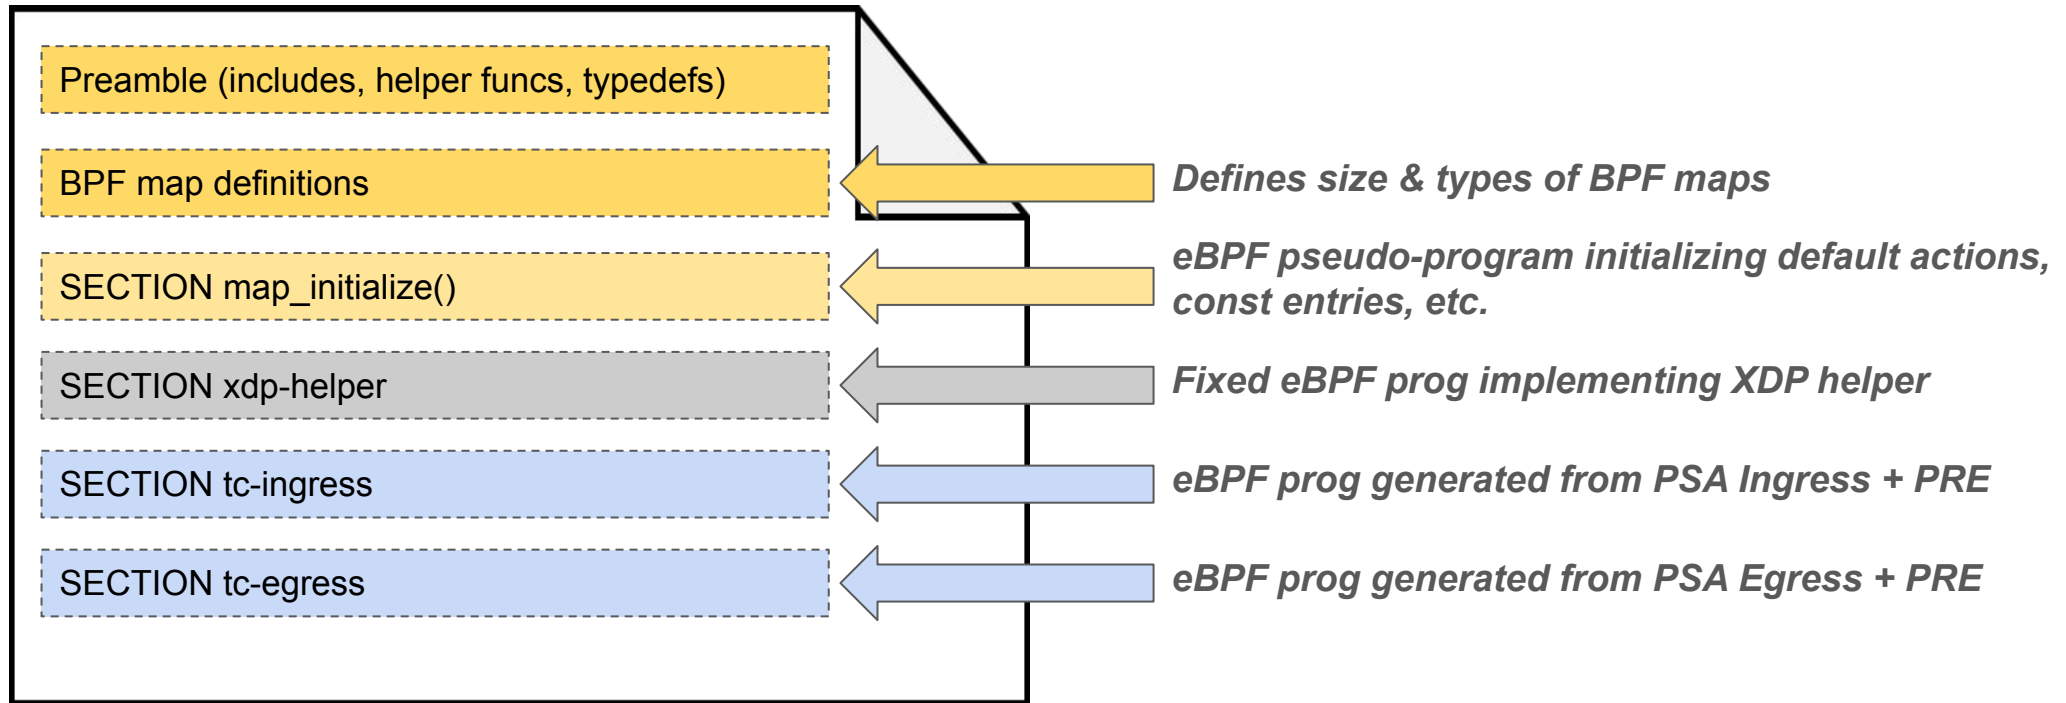 Preamble (includes, helper funcs, typedefs)
BPF map definitions
Defines size & types of BPF maps
SECTION map_initialize()
eBPF pseudo-program initializing default actions,
const entries, etc.
SECTION xdp-helper
Fixed eBPF prog implementing XDP helper
SECTION tc-ingress
eBPF prog generated from PSA Ingress + PRE
SECTION tc-egress
eBPF prog generated from PSA Egress + PRE